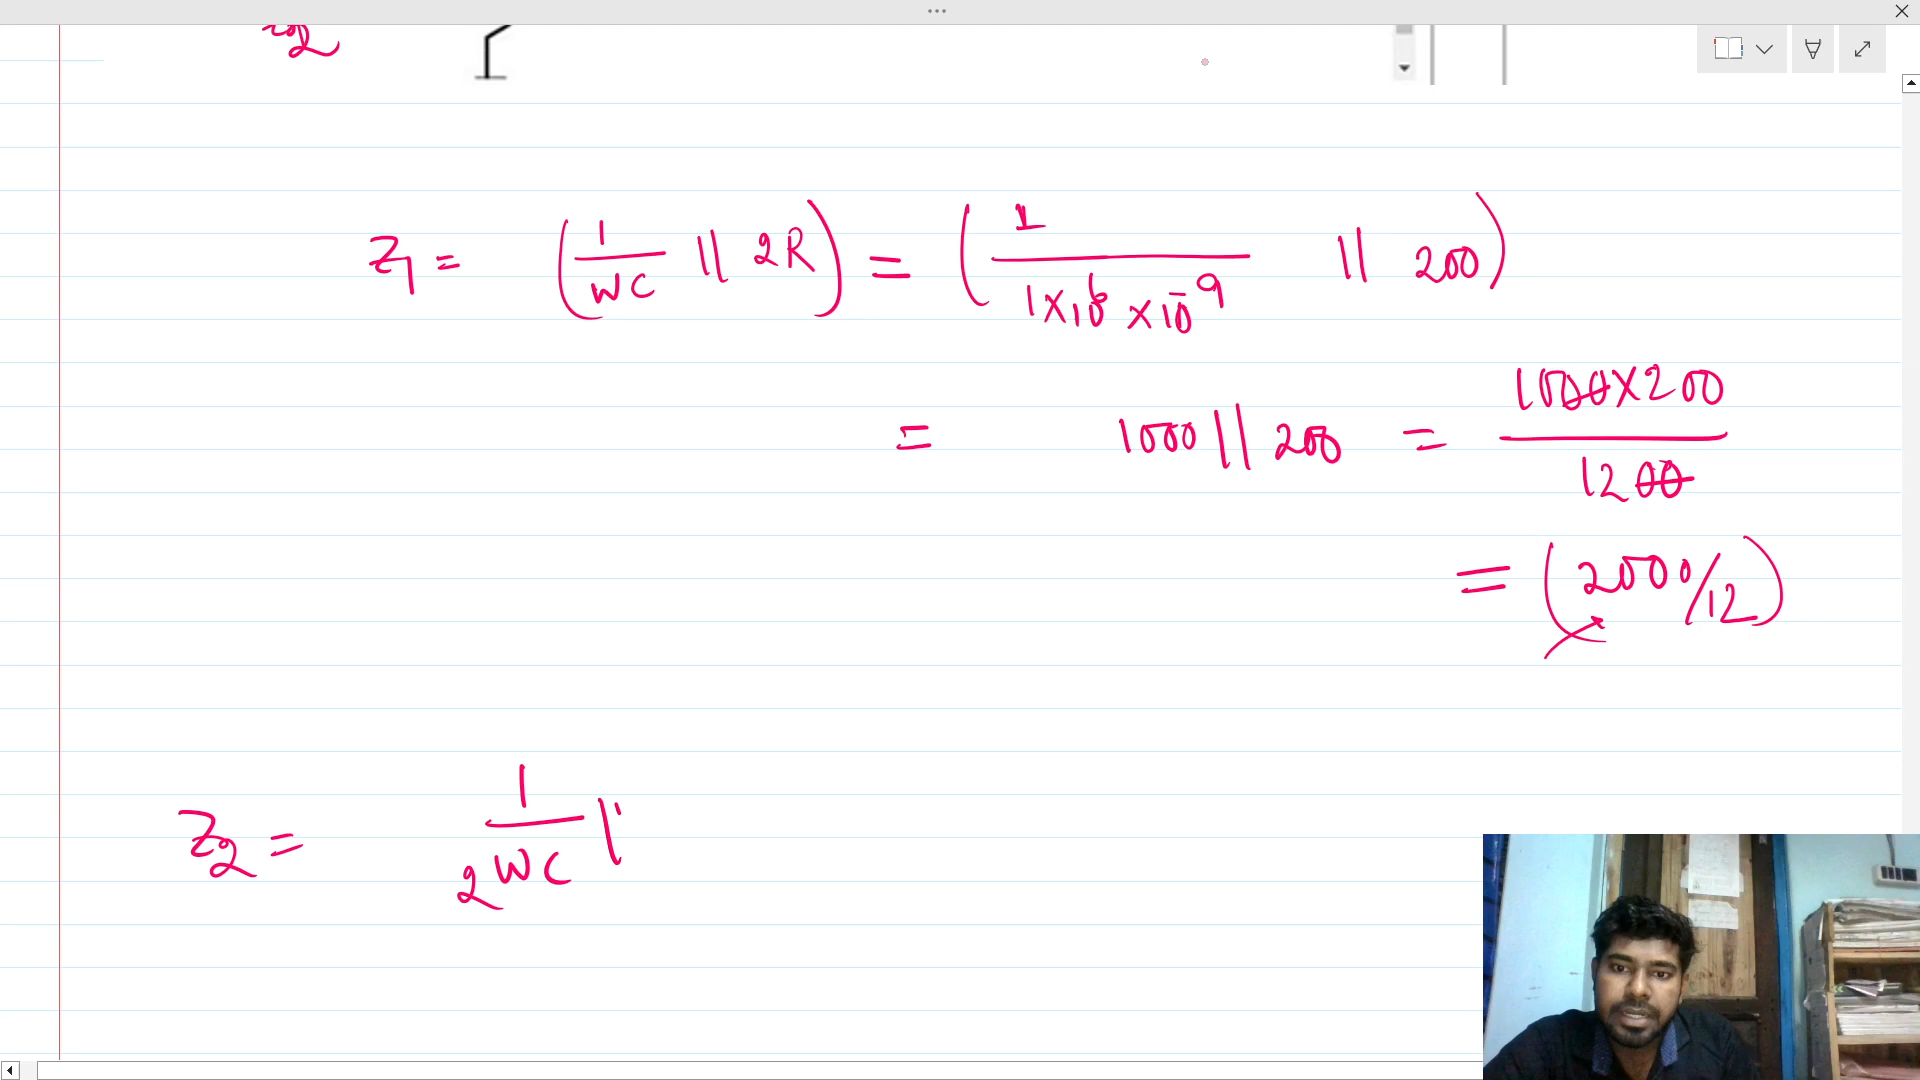 Z2
Z1 = (1/WC || 2R) = (1/1×10^6×10^-9 || 200)
= 1000 || 200 = 1000×200/1200
= (2000/12)
Z2 = 1/2WC ||